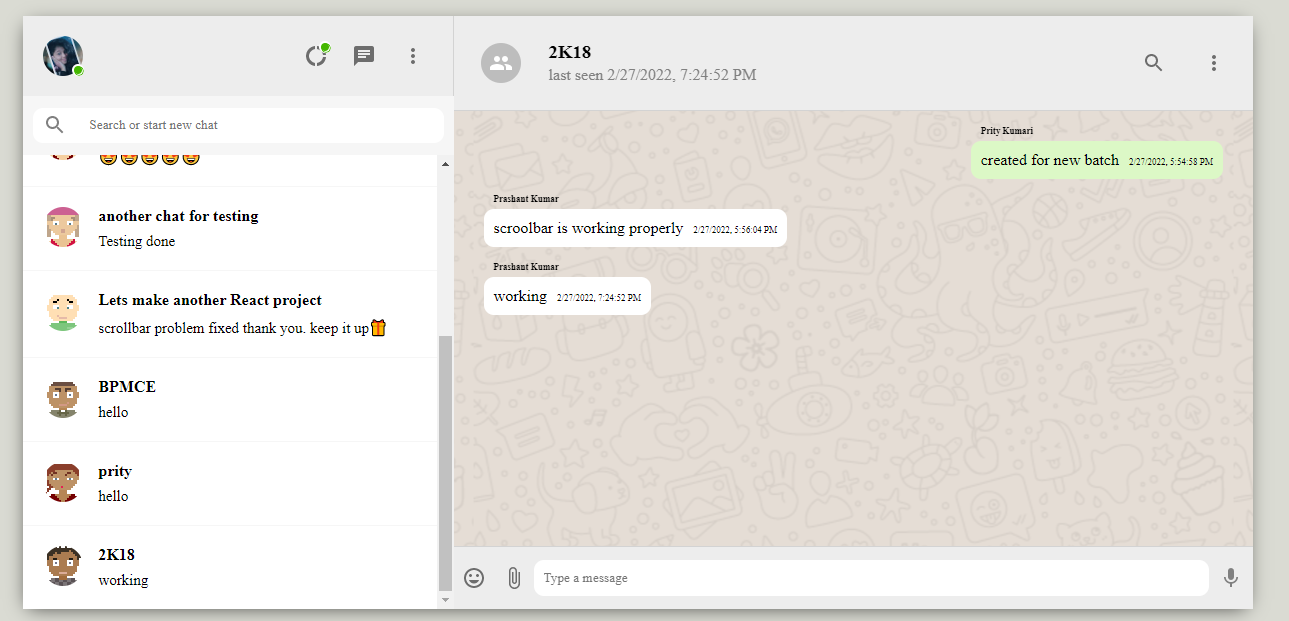 Search or start new chat
another chat for testing
Testing done
Lets make another React project
scrollbar problem fixed thank you. keep it up🎁
BPMCE
hello
prity
hello
2K18
working
2K18
last seen 2/27/2022, 7:24:52 PM
Prity Kumari
created for new batch 2/27/2022, 5:54:58 PM
Prashant Kumar
scroolbar is working properly 2/27/2022, 5:56:04 PM
Prashant Kumar
working 2/27/2022, 7:24:52 PM
Type a message